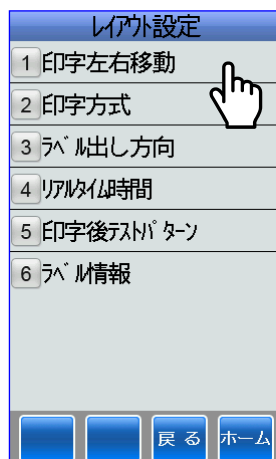 レイアウト設定
1 印字左右移動
2 印字方式
3 ラベル出し方向
4 リアルタイム時間
5 印字後テストパターン
6 ラベル情報
戻る ホーム